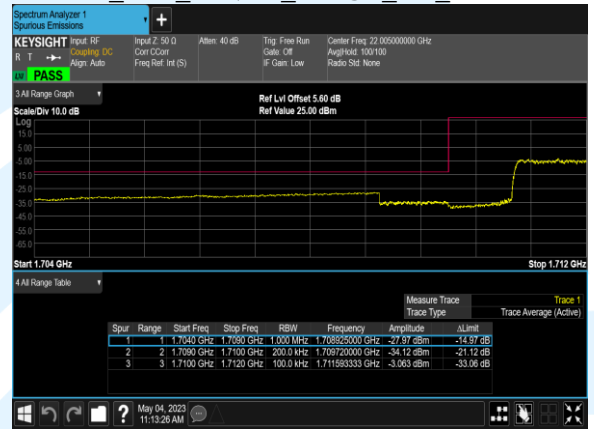 Spectrum Analyzer 1
Spurious Emissions
+
KEYSIGHT Input: RF Input Z: 50 Ω Atten: 40 dB Trig: Free Run Center Freq: 22.005000000 GHz
R T Coupling: DC Corr CCorr Gate: Off Avg|Hold: 100/100
Align: Auto Freq Ref: Int (S) IF Gain: Low Radio Std: None
LV PASS
3 All Range Graph
Ref Lvl Offset 5.60 dB
Scale/Div 10.0 dB Ref Value 25.00 dBm
Log
15.0
5.00
-5.00
-15.0
-25.0
-35.0
-45.0
-55.0
-65.0
Start 1.704 GHz Stop 1.712 GHz
4 All Range Table
Measure Trace Trace 1
Trace Type Trace Average (Active)
Spur Range Start Freq Stop Freq RBW Frequency Amplitude ΔLimit
1 1 1.7040 GHz 1.7090 GHz 1.000 MHz 1.708925000 GHz -27.97 dBm -14.97 dB
2 2 1.7090 GHz 1.7100 GHz 200.0 kHz 1.709720000 GHz -34.12 dBm -21.12 dB
3 3 1.7100 GHz 1.7120 GHz 100.0 kHz 1.711593333 GHz -3.063 dBm -33.06 dB
? May 04, 2023
11:13:26 AM